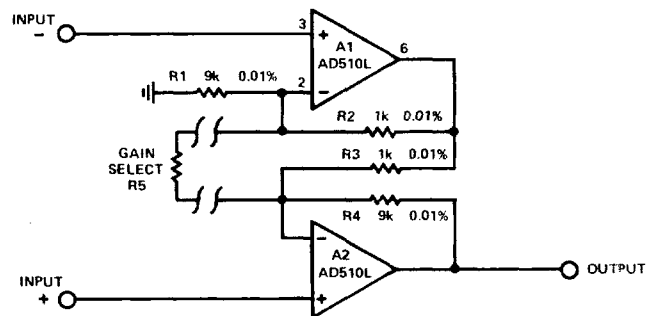 INPUT
−
3
+
A1
AD510L
6
R1 9k 0.01%
2
−
R2 1k 0.01%
R3 1k 0.01%
GAIN
SELECT
R5
R4 9k 0.01%
−
A2
AD510L
INPUT
+
+
OUTPUT